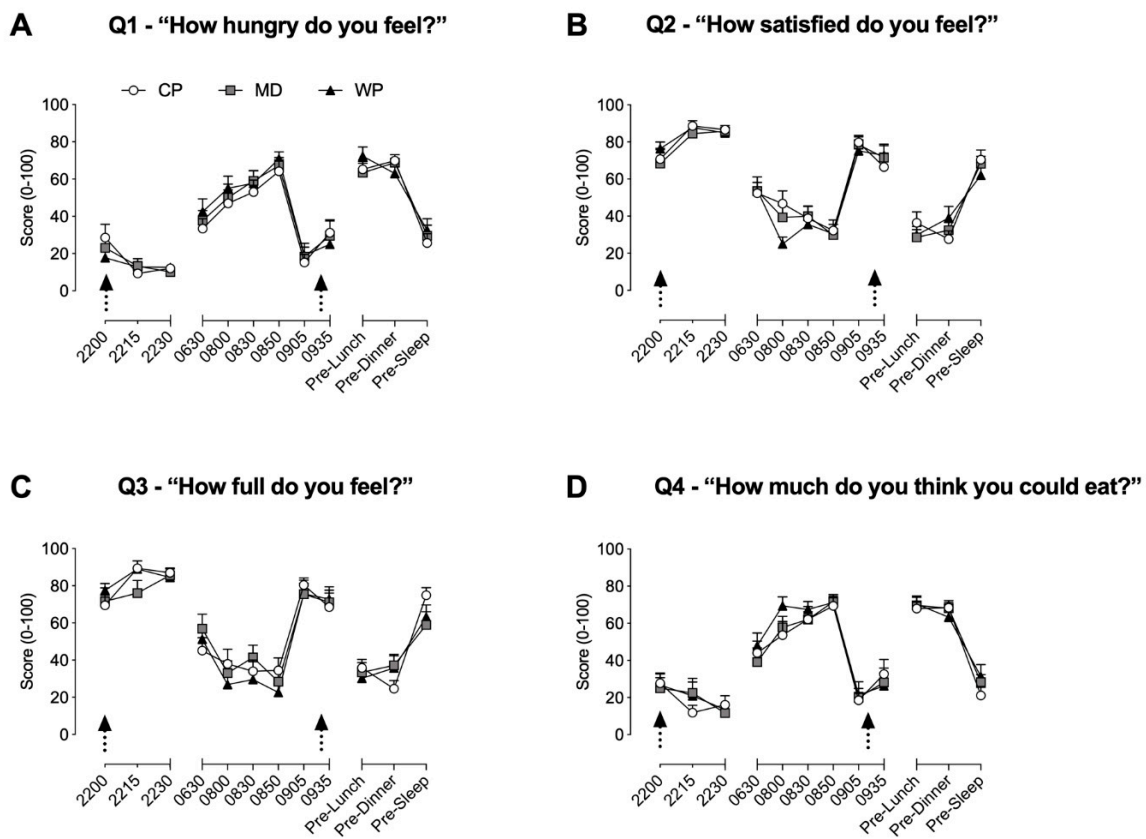 A
Q1 - “How hungry do you feel?”
CP MD WP
Score (0-100)
100
80
60
40
20
0
2200 2215 2230 0630 0800 0830 0850 0905 0935 Pre-Lunch Pre-Dinner Pre-Sleep
B
Q2 - “How satisfied do you feel?”
Score (0-100)
100
80
60
40
20
0
2200 2215 2230 0630 0800 0830 0850 0905 0935 Pre-Lunch Pre-Dinner Pre-Sleep
C
Q3 - “How full do you feel?”
Score (0-100)
100
80
60
40
20
0
2200 2215 2230 0630 0800 0830 0850 0905 0935 Pre-Lunch Pre-Dinner Pre-Sleep
D
Q4 - “How much do you think you could eat?”
Score (0-100)
100
80
60
40
20
0
2200 2215 2230 0630 0800 0830 0850 0905 0935 Pre-Lunch Pre-Dinner Pre-Sleep